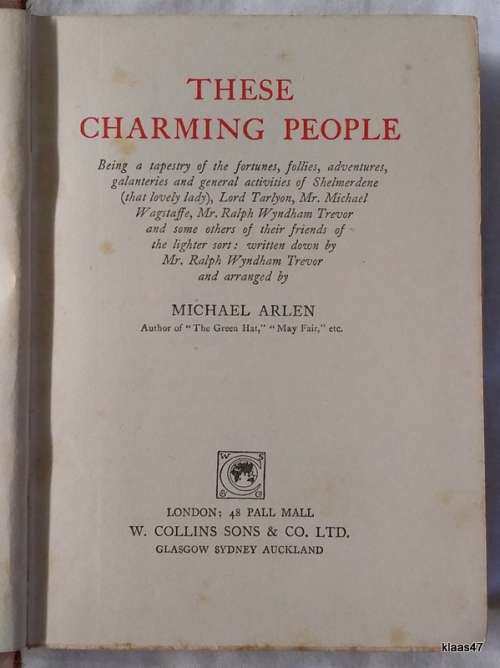 THESE
CHARMING PEOPLE
Being a tapestry of the fortunes, follies, adventures,
galanteries and general activities of Shelmerdene
(that lovely lady), Lord Tarlyon, Mr. Michael
Wagstaffe, Mr. Ralph Wyndham Trevor
and some others of their friends of
the lighter sort: written down by
Mr. Ralph Wyndham Trevor
and arranged by
MICHAEL ARLEN
Author of "The Green Hat," "May Fair," etc.
W S
C
S G
LONDON: 48 PALL MALL
W. COLLINS SONS & CO. LTD.
GLASGOW SYDNEY AUCKLAND
klaas47